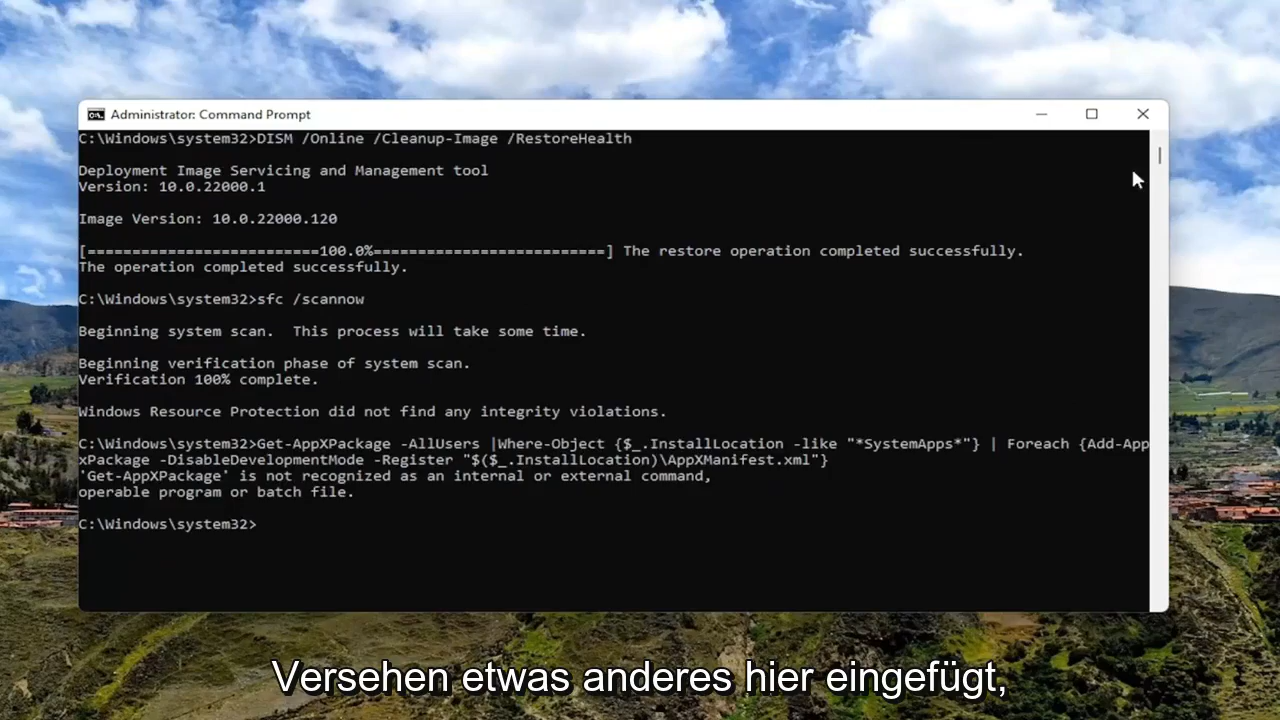 Administrator: Command Prompt
C:\Windows\system32>DISM /Online /Cleanup-Image /RestoreHealth
Deployment Image Servicing and Management tool
Version: 10.0.22000.1
Image Version: 10.0.22000.120
[==========================100.0%==========================] The restore operation completed successfully.
The operation completed successfully.
C:\Windows\system32>sfc /scannow
Beginning system scan.  This process will take some time.
Beginning verification phase of system scan.
Verification 100% complete.
Windows Resource Protection did not find any integrity violations.
C:\Windows\system32>Get-AppXPackage -AllUsers |Where-Object {$_.InstallLocation -like "*SystemApps*"} | Foreach {Add-App
xPackage -DisableDevelopmentMode -Register "$($_.InstallLocation)\AppXManifest.xml"}
'Get-AppXPackage' is not recognized as an internal or external command,
operable program or batch file.
C:\Windows\system32>
Versehen etwas anderes hier eingefügt,